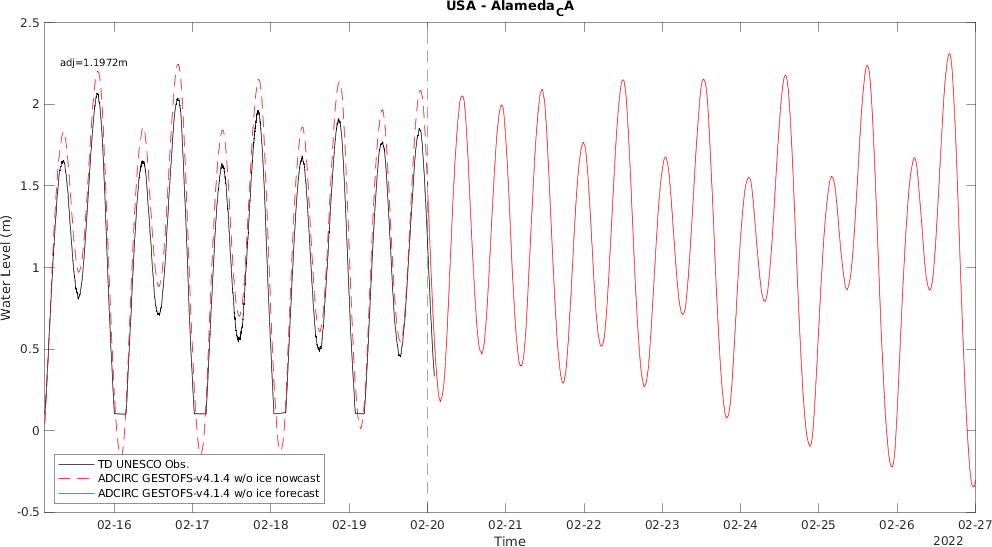 USA - Alameda_CA
2.5
adj=1.1972m
2
1.5
1
0.5
0
-0.5
Water Level (m)
TD UNESCO Obs.
ADCIRC GESTOFS-v4.1.4 w/o ice nowcast
ADCIRC GESTOFS-v4.1.4 w/o ice forecast
02-16 02-17 02-18 02-19 02-20 02-21 02-22 02-23 02-24 02-25 02-26 02-27
Time
2022